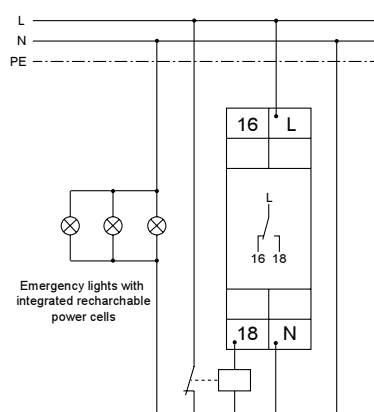 L
N
PE
16 L
L
16 18
Emergency lights with
integrated recharchable
power cells
18 N